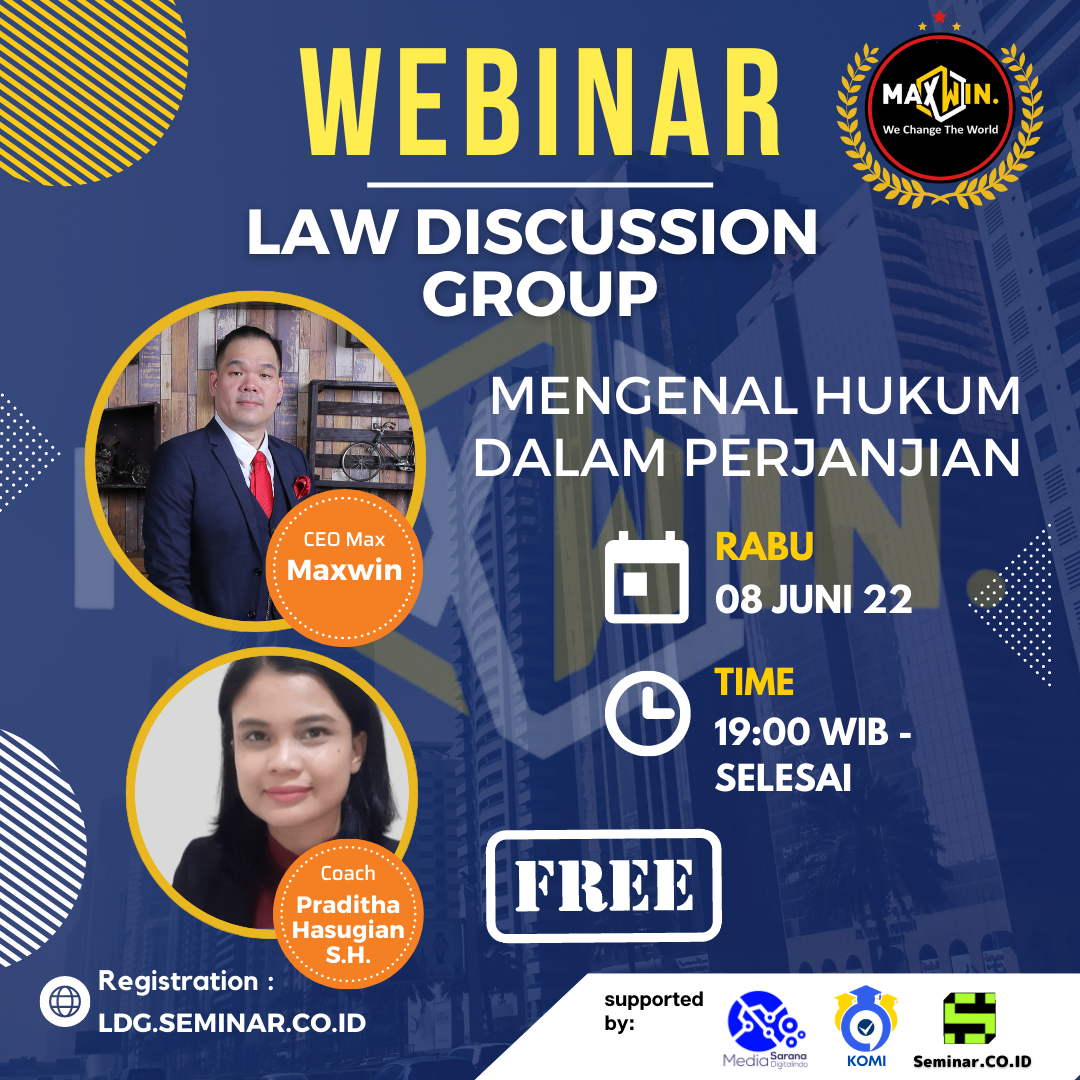 WEBINAR
MAXWIN.
We Change The World
LAW DISCUSSION
GROUP
MENGENAL HUKUM
DALAM PERJANJIAN
CEO Max
Maxwin
RABU
08 JUNI 22
TIME
19:00 WIB -
SELESAI
Coach
Praditha
Hasugian
S.H.
FREE
Registration :
LDG.SEMINAR.CO.ID
supported
by:
Media Sarana
Digitalindo
KOMI
Seminar.CO.ID
MAXWIN.